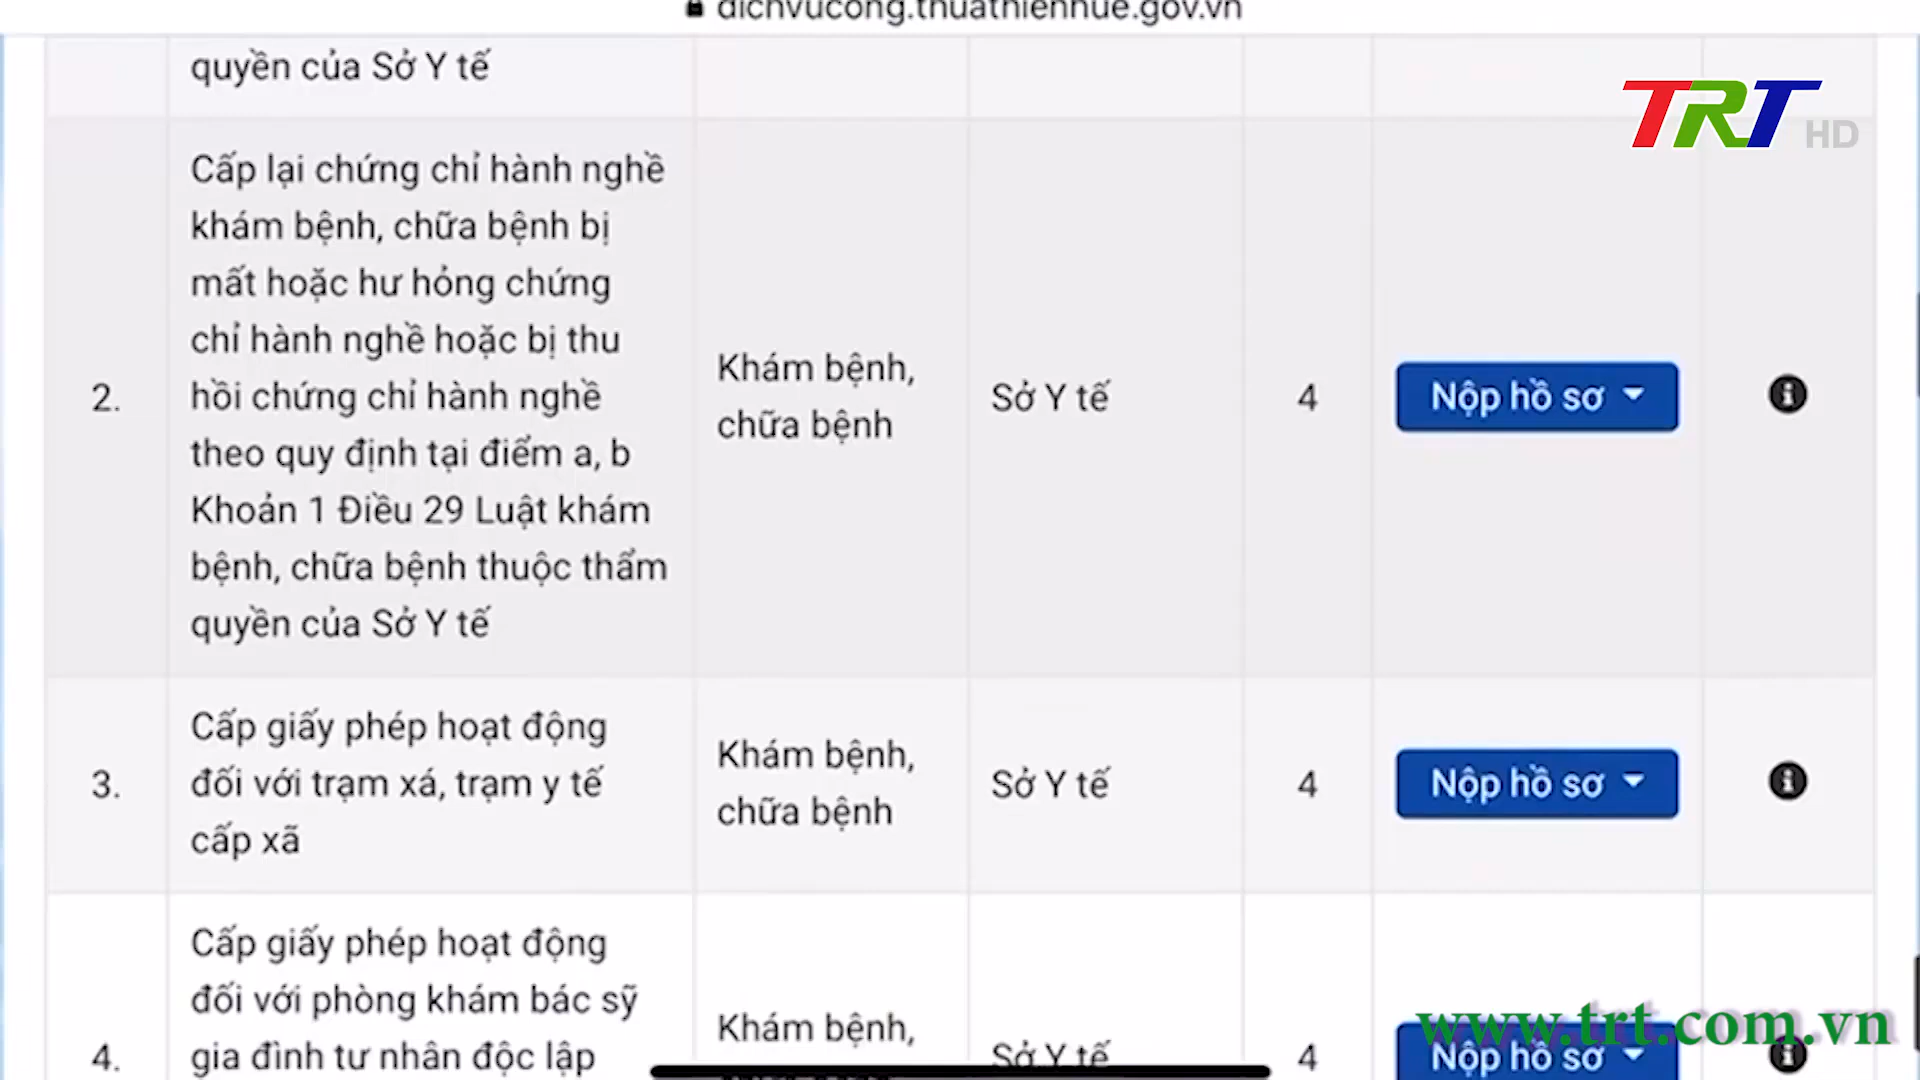 dichvucong.thuathienhue.gov.vn
quyền của Sở Y tế
TRT HD
2.
Cấp lại chứng chỉ hành nghề
khám bệnh, chữa bệnh bị
mất hoặc hư hỏng chứng
chỉ hành nghề hoặc bị thu
hồi chứng chỉ hành nghề
theo quy định tại điểm a, b
Khoản 1 Điều 29 Luật khám
bệnh, chữa bệnh thuộc thẩm
quyền của Sở Y tế
Khám bệnh,
chữa bệnh
Sở Y tế
4
Nộp hồ sơ
3.
Cấp giấy phép hoạt động
đối với trạm xá, trạm y tế
cấp xã
Khám bệnh,
chữa bệnh
Sở Y tế
4
Nộp hồ sơ
4.
Cấp giấy phép hoạt động
đối với phòng khám bác sỹ
gia đình tư nhân độc lập
Khám bệnh,
Sở Y tế
4
Nộp hồ sơ
www.trt.com.vn